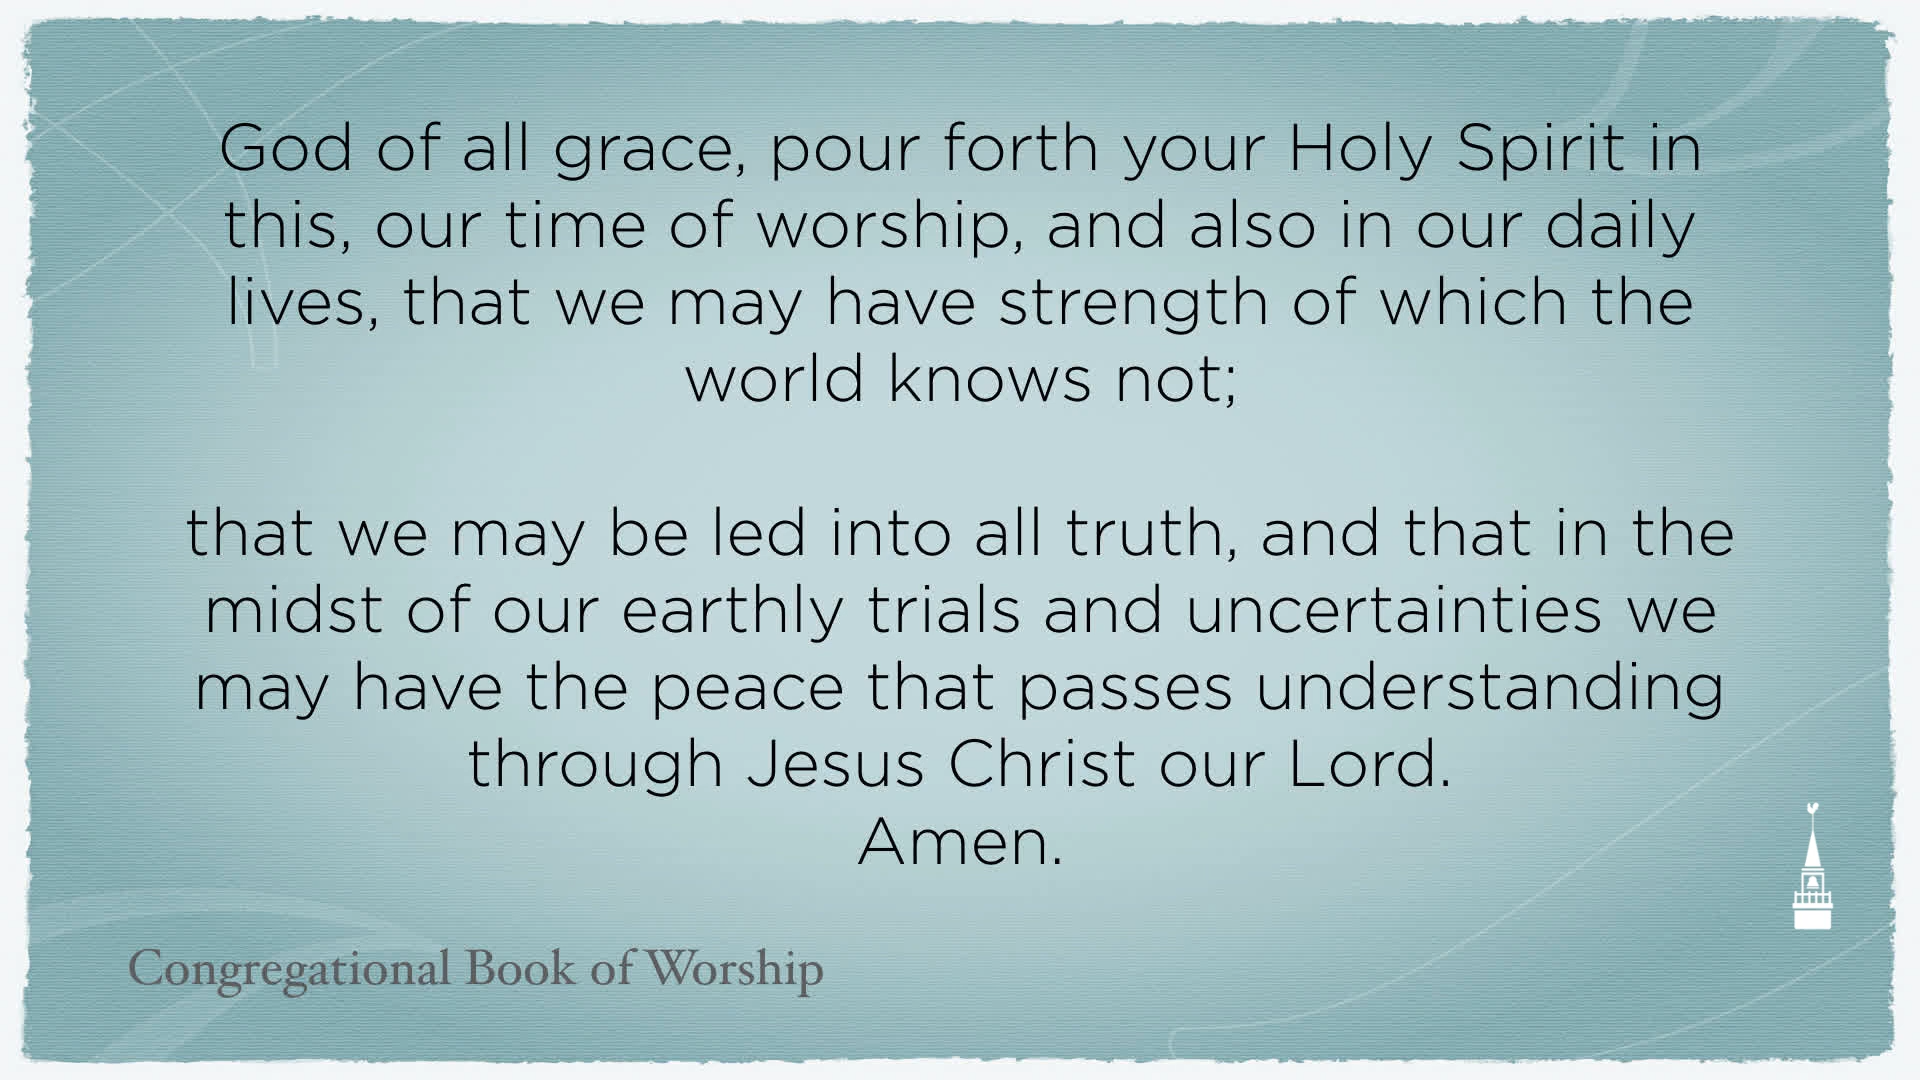 God of all grace, pour forth your Holy Spirit in
this, our time of worship, and also in our daily
lives, that we may have strength of which the
world knows not;
that we may be led into all truth, and that in the
midst of our earthly trials and uncertainties we
may have the peace that passes understanding
through Jesus Christ our Lord.
Amen.
Congregational Book of Worship